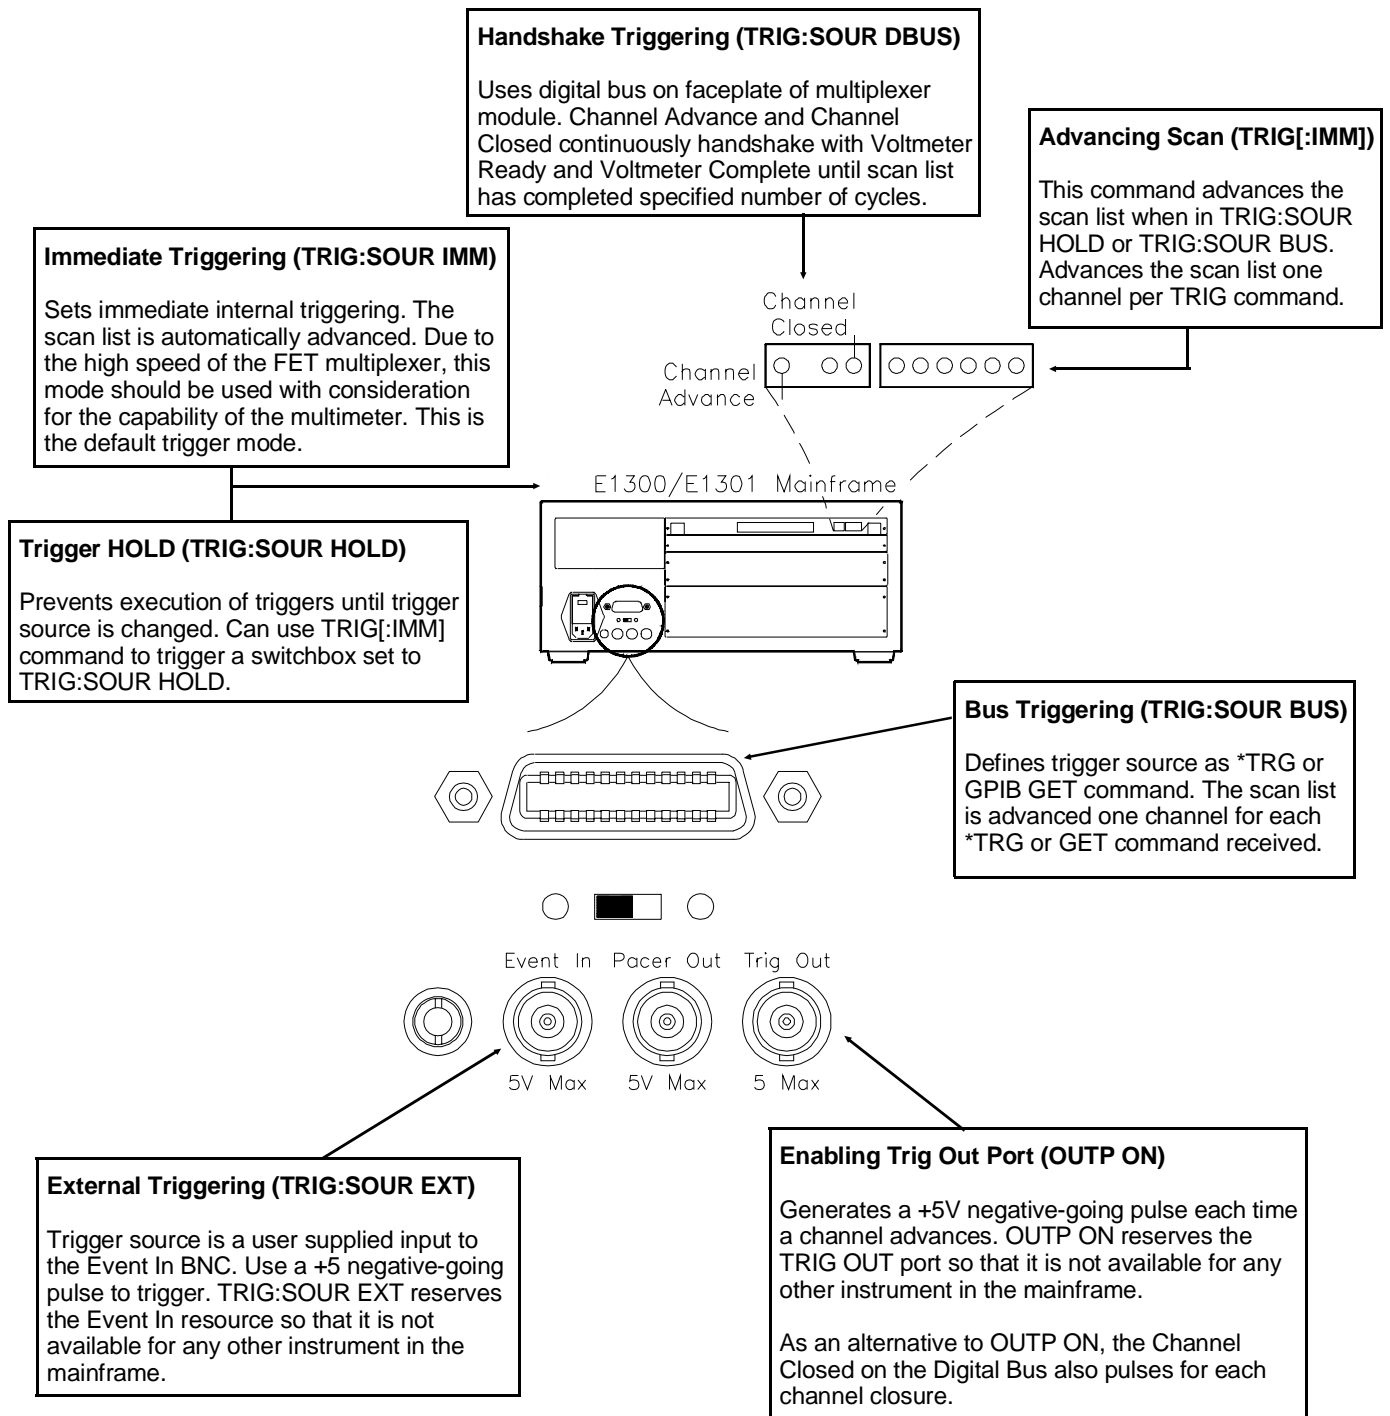 Handshake Triggering (TRIG:SOUR DBUS)
Uses digital bus on faceplate of multiplexer
module. Channel Advance and Channel
Closed continuously handshake with Voltmeter
Ready and Voltmeter Complete until scan list
has completed specified number of cycles.
Advancing Scan (TRIG[:IMM])
This command advances the
scan list when in TRIG:SOUR
HOLD or TRIG:SOUR BUS.
Advances the scan list one
channel per TRIG command.
Immediate Triggering (TRIG:SOUR IMM)
Sets immediate internal triggering. The
scan list is automatically advanced. Due to
the high speed of the FET multiplexer, this
mode should be used with consideration
for the capability of the multimeter. This is
the default trigger mode.
Channel
Closed
Channel
Advance
E1300/E1301 Mainframe
Trigger HOLD (TRIG:SOUR HOLD)
Prevents execution of triggers until trigger
source is changed. Can use TRIG[:IMM]
command to trigger a switchbox set to
TRIG:SOUR HOLD.
Bus Triggering (TRIG:SOUR BUS)
Defines trigger source as *TRG or
GPIB GET command. The scan list
is advanced one channel for each
*TRG or GET command received.
Event In Pacer Out Trig Out
5V Max 5V Max 5 Max
External Triggering (TRIG:SOUR EXT)
Trigger source is a user supplied input to
the Event In BNC. Use a +5 negative-going
pulse to trigger. TRIG:SOUR EXT reserves
the Event In resource so that it is not
available for any other instrument in the
mainframe.
Enabling Trig Out Port (OUTP ON)
Generates a +5V negative-going pulse each time
a channel advances. OUTP ON reserves the
TRIG OUT port so that it is not available for any
other instrument in the mainframe.
As an alternative to OUTP ON, the Channel
Closed on the Digital Bus also pulses for each
channel closure.